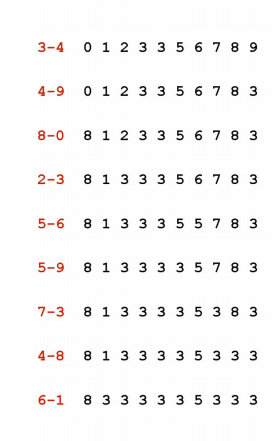 3-4 0 1 2 3 3 5 6 7 8 9
4-9 0 1 2 3 3 5 6 7 8 3
8-0 8 1 2 3 3 5 6 7 8 3
2-3 8 1 3 3 3 5 6 7 8 3
5-6 8 1 3 3 3 5 5 7 8 3
5-9 8 1 3 3 3 3 5 7 8 3
7-3 8 1 3 3 3 3 5 3 8 3
4-8 8 1 3 3 3 3 5 3 3 3
6-1 8 3 3 3 3 3 5 3 3 3